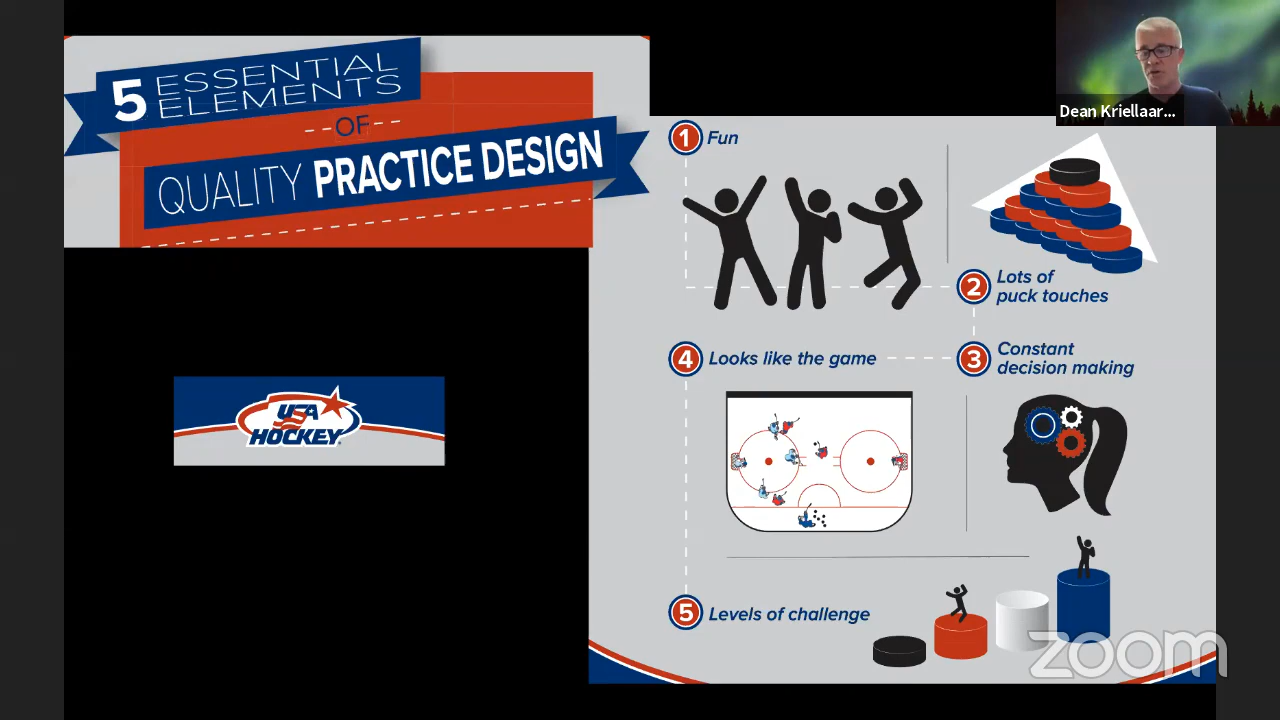 5 ESSENTIAL
ELEMENTS
OF
QUALITY PRACTICE DESIGN
USA
HOCKEY
1 Fun
2 Lots of
puck touches
3 Constant
decision making
4 Looks like the game
5 Levels of challenge
Dean Kriellaar...
zoom